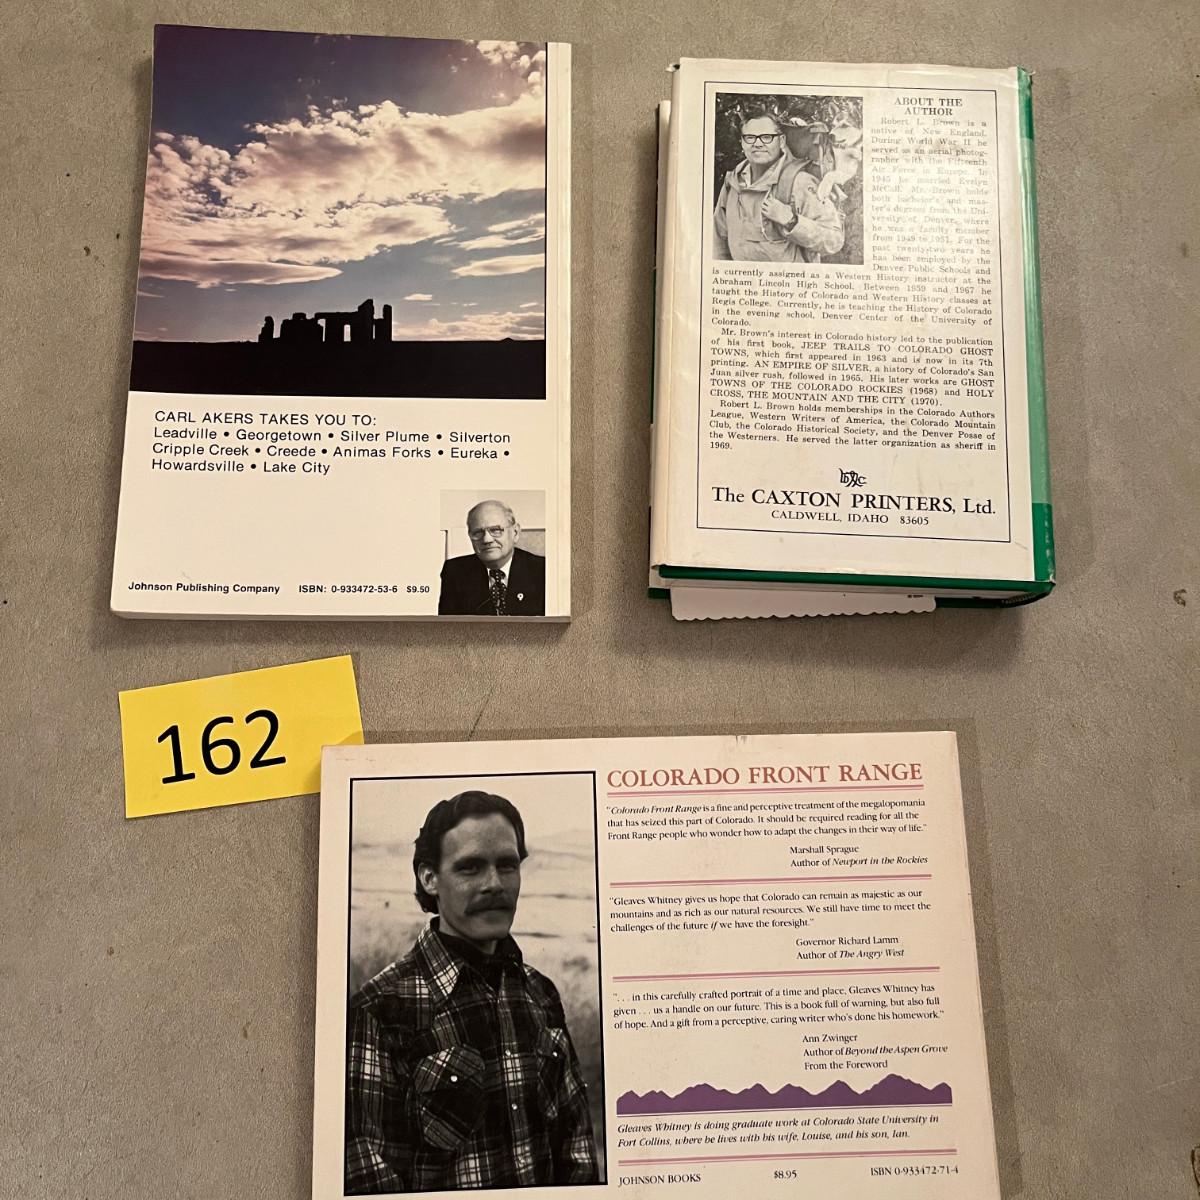 CARL AKERS TAKES YOU TO:
Leadville • Georgetown • Silver Plume • Silverton
Cripple Creek • Creede • Animas Forks • Eureka •
Howardsville • Lake City
Johnson Publishing Company ISBN: 0-933472-53-6 $9.50
ABOUT THE
AUTHOR
Robert L. Brown is a
native of New England.
During World War II he
served as an aerial photog-
rapher with the Fifteenth
Air Force in Europe. In
1945 he married Evelyn
McCall. Mr. Brown holds
both bachelor's and mas-
ter's degrees from the Uni-
versity of Denver, where
he was a faculty member
from 1949 to 1951. For the
past twenty-two years he
has been employed by the
Denver Public Schools and
is currently assigned as a Western History instructor at the
Abraham Lincoln High School. Between 1959 and 1967 he
taught the History of Colorado and Western History classes at
Regis College. Currently, he is teaching the History of Colorado
in the evening school, Denver Center of the University of
Colorado.
Mr. Brown's interest in Colorado history led to the publication
of his first book, JEEP TRAILS TO COLORADO GHOST
TOWNS, which first appeared in 1963 and is now in its 7th
printing. AN EMPIRE OF SILVER, a history of Colorado's San
Juan silver rush, followed in 1965. His later works are GHOST
TOWNS OF THE COLORADO ROCKIES (1968) and HOLY
CROSS, THE MOUNTAIN AND THE CITY (1970).
Robert L. Brown holds memberships in the Colorado Authors
League, Western Writers of America, the Colorado Mountain
Club, the Colorado Historical Society, and the Denver Posse of
the Westerners. He served the latter organization as sheriff in
1969.
The CAXTON PRINTERS, Ltd.
CALDWELL, IDAHO 83605
162
COLORADO FRONT RANGE
"Colorado Front Range is a fine and perceptive treatment of the megalopomania
that has seized this part of Colorado. It should be required reading for all the
Front Range people who wonder how to adapt the changes in their way of life."
Marshall Sprague
Author of Newport in the Rockies
"Gleaves Whitney gives us hope that Colorado can remain as majestic as our
mountains and as rich as our natural resources. We still have time to meet the
challenges of the future if we have the foresight."
Governor Richard Lamm
Author of The Angry West
". . . in this carefully crafted portrait of a time and place, Gleaves Whitney has
given . . . us a handle on our future. This is a book full of warning, but also full
of hope. And a gift from a perceptive, caring writer who's done his homework."
Ann Zwinger
Author of Beyond the Aspen Grove
From the Foreword
Gleaves Whitney is doing graduate work at Colorado State University in
Fort Collins, where he lives with his wife, Louise, and his son, Ian.
JOHNSON BOOKS $8.95 ISBN 0-933472-71-4